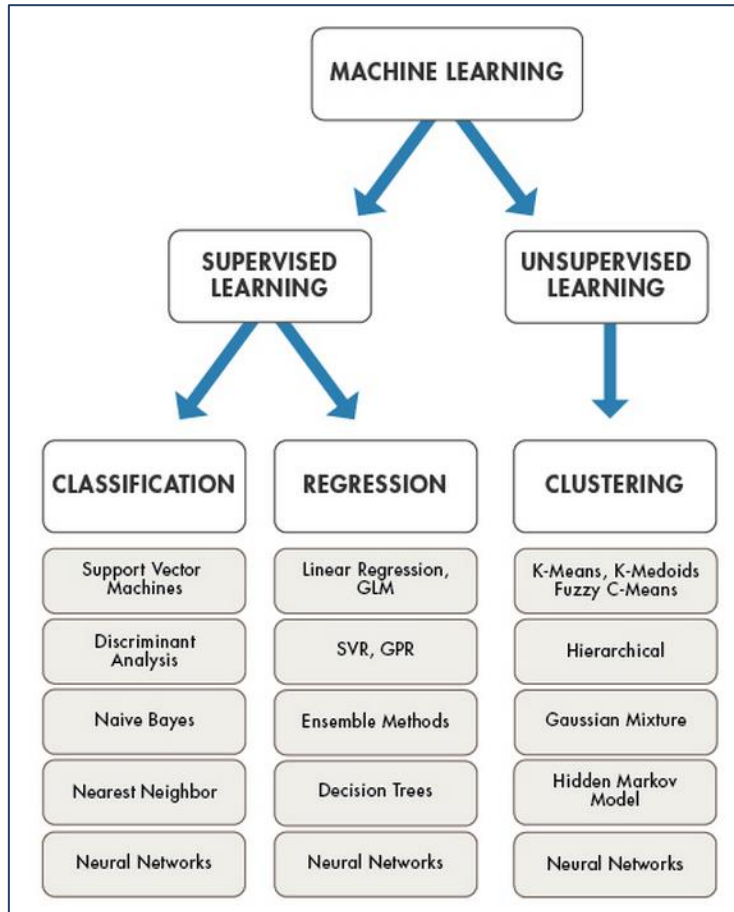 MACHINE LEARNING
SUPERVISED
LEARNING
UNSUPERVISED
LEARNING
CLASSIFICATION
Support Vector
Machines
Discriminant
Analysis
Naive Bayes
Nearest Neighbor
Neural Networks
REGRESSION
Linear Regression,
GLM
SVR, GPR
Ensemble Methods
Decision Trees
Neural Networks
CLUSTERING
K-Means, K-Medoids
Fuzzy C-Means
Hierarchical
Gaussian Mixture
Hidden Markov
Model
Neural Networks